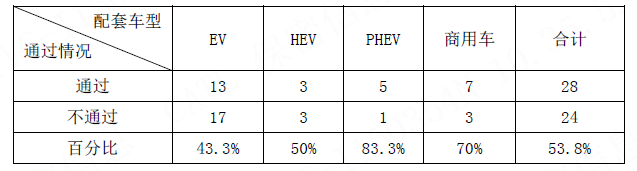 配套车型 EV HEV PHEV 商用车 合计
通过情况
通过 13 3 5 7 28
不通过 17 3 1 3 24
百分比 43.3% 50% 83.3% 70% 53.8%